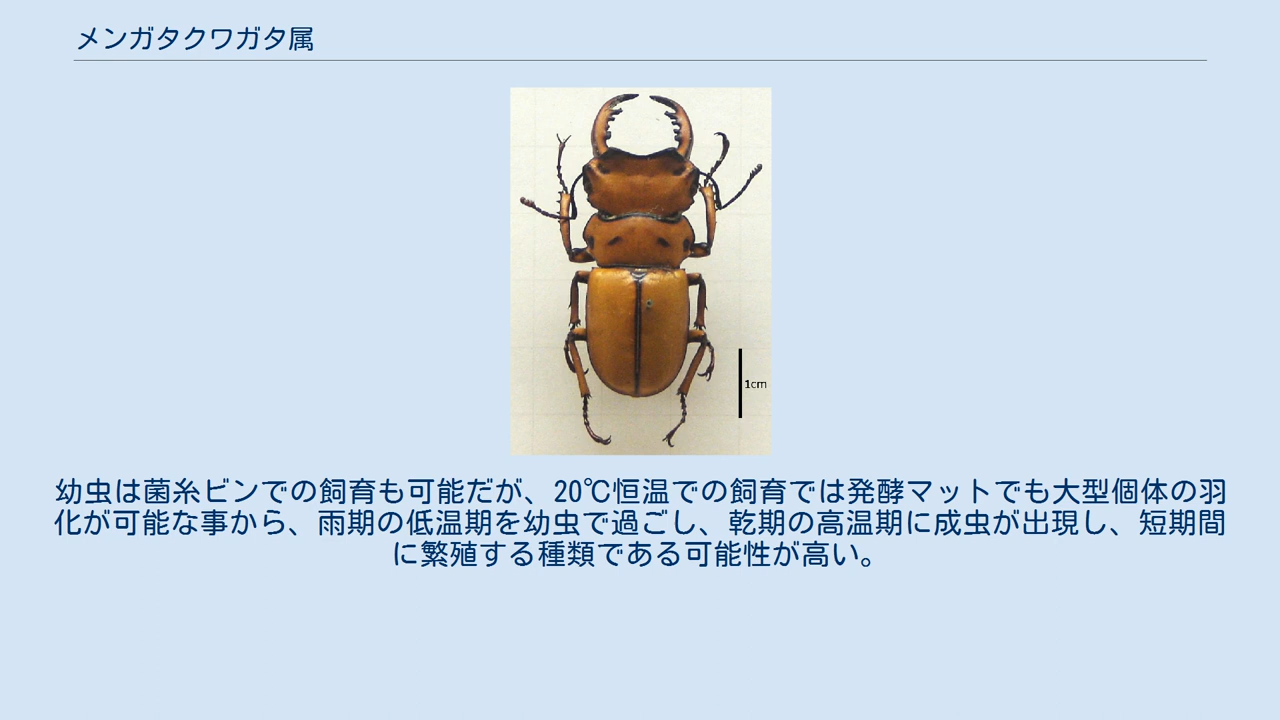 メンガタクワガタ属
1cm
幼虫は菌糸ビンでの飼育も可能だが、20℃恒温での飼育では発酵マットでも大型個体の羽
化が可能な事から、雨期の低温期を幼虫で過ごし、乾期の高温期に成虫が出現し、短期間
に繁殖する種類である可能性が高い。